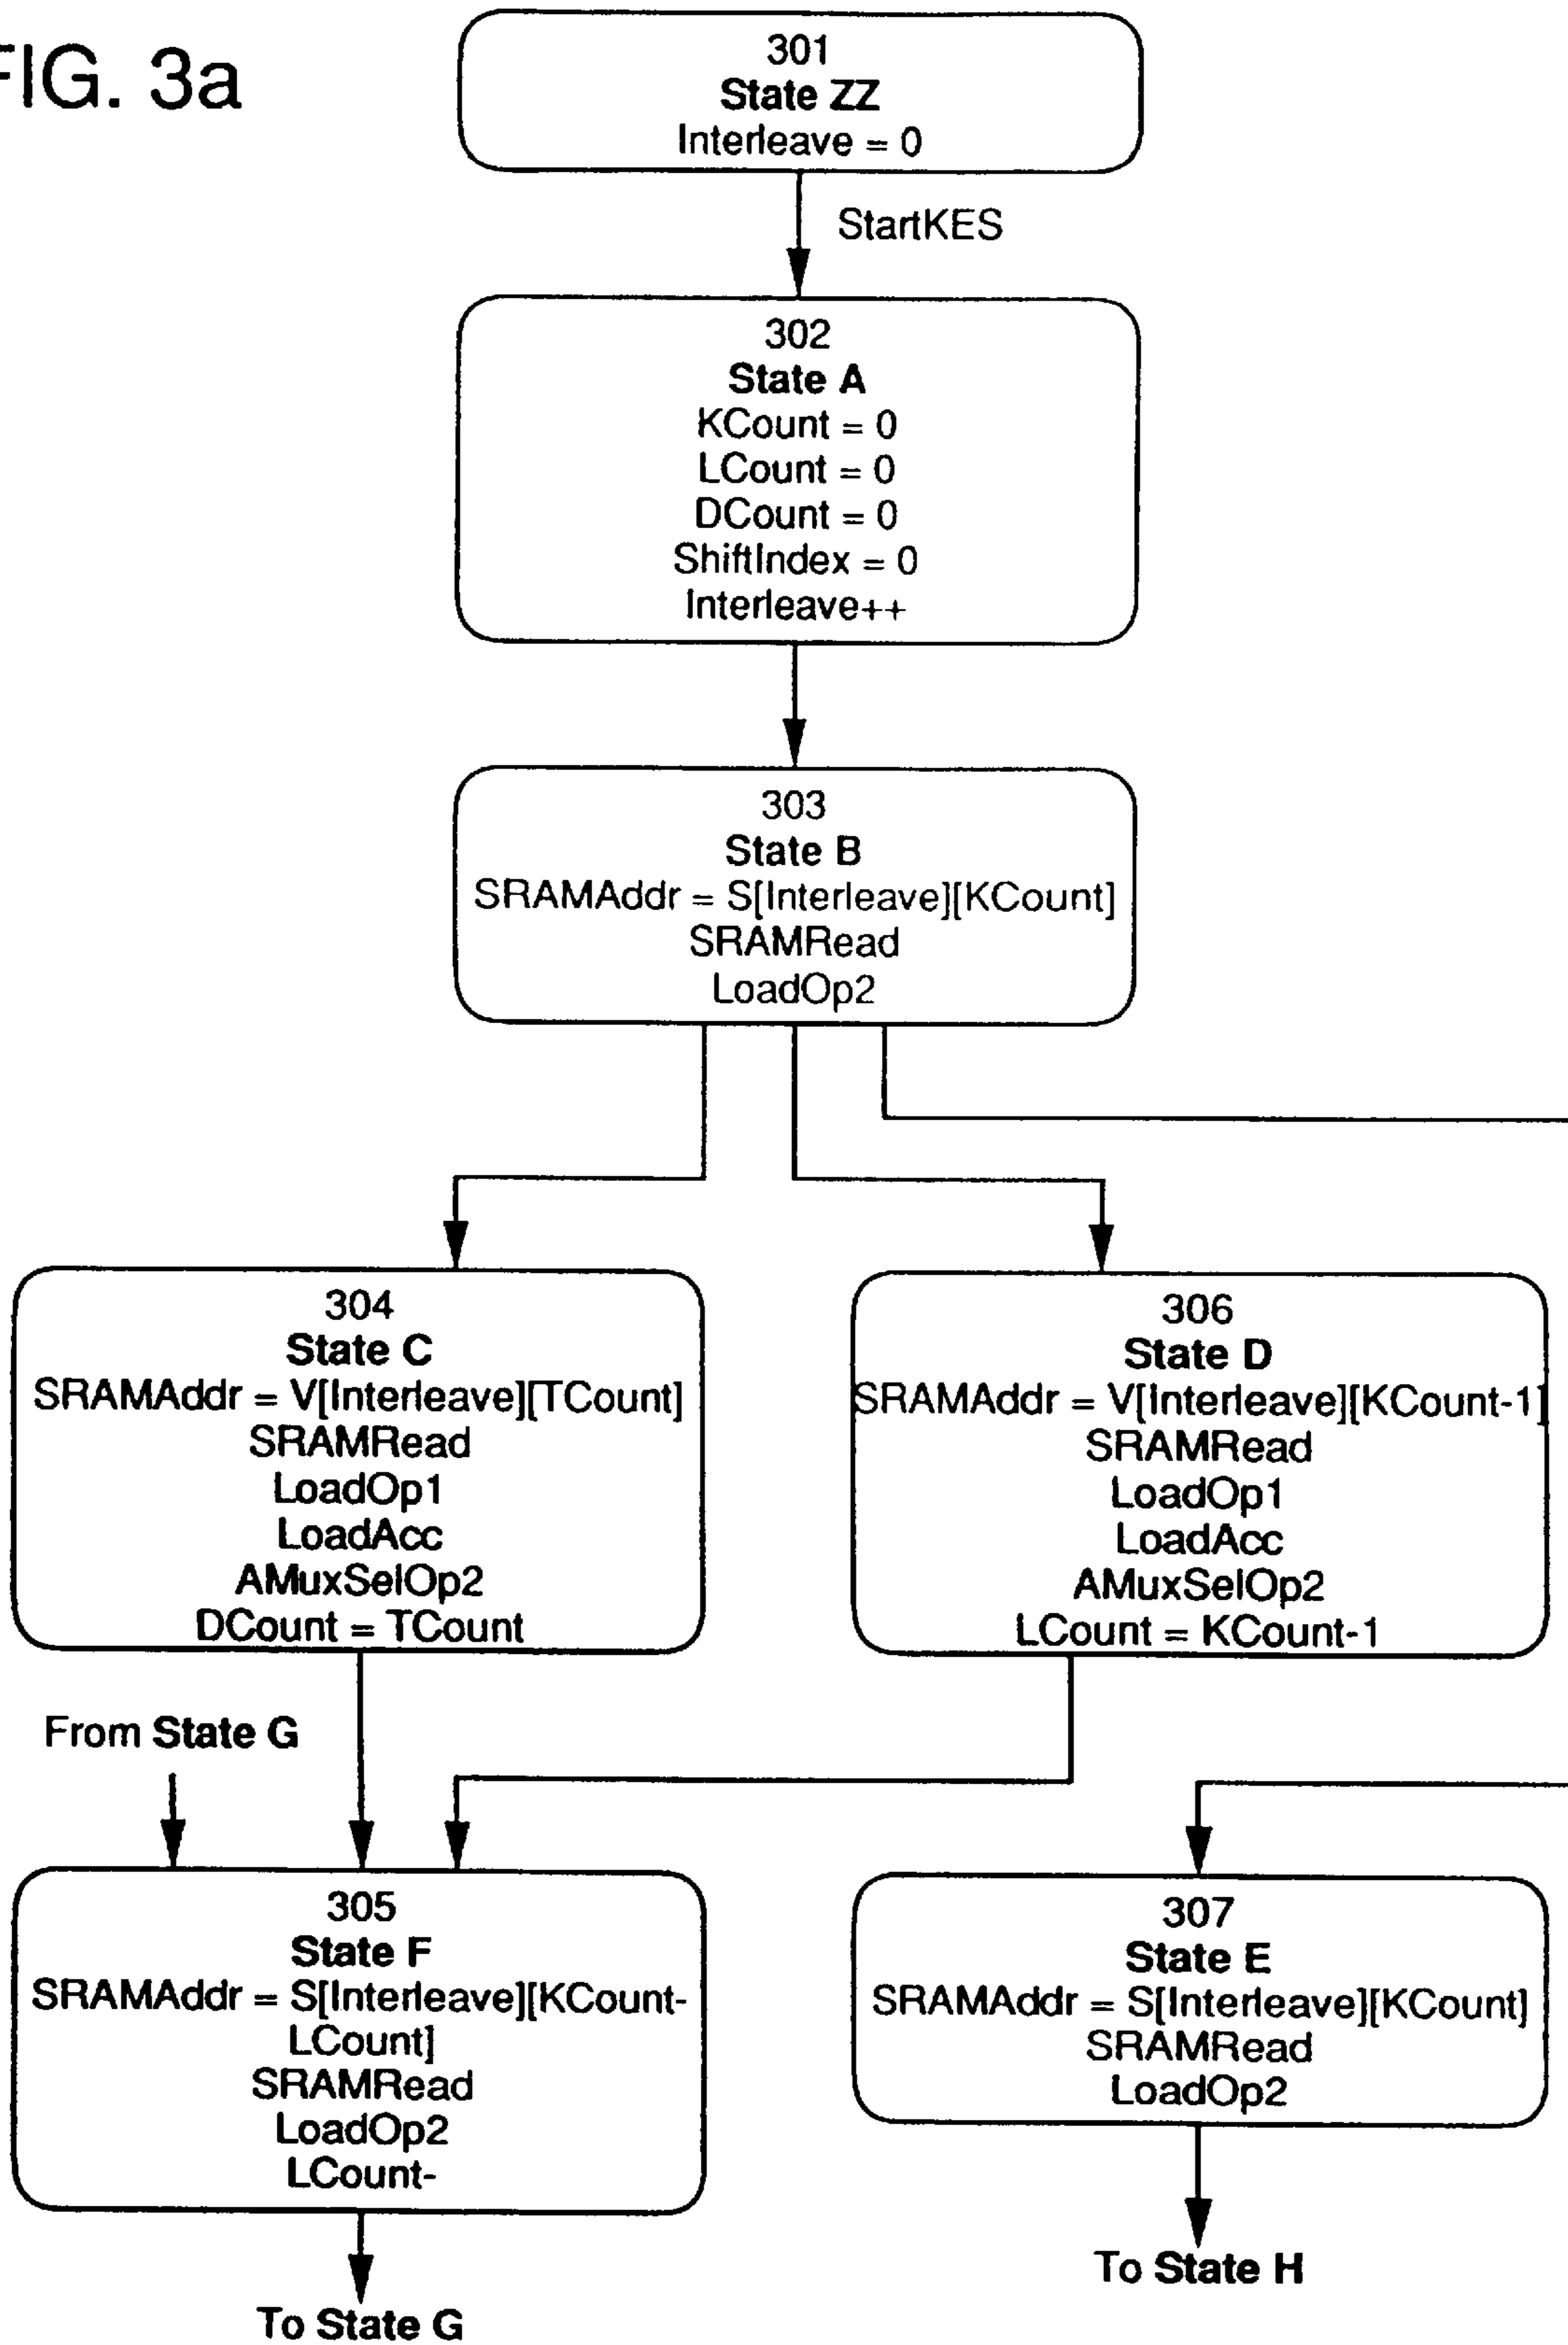 FIG. 3a
301
State ZZ
Interleave = 0
StartKES
302
State A
KCount = 0
LCount = 0
DCount = 0
ShiftIndex = 0
Interleave++
303
State B
SRAMAddr = S[Interleave][KCount]
SRAMRead
LoadOp2
304
State C
SRAMAddr = V[Interleave][TCount]
SRAMRead
LoadOp1
LoadAcc
AMuxSelOp2
DCount = TCount
306
State D
SRAMAddr = V[Interleave][KCount-1]
SRAMRead
LoadOp1
LoadAcc
AMuxSelOp2
LCount = KCount-1
From State G
305
State F
SRAMAddr = S[Interleave][KCount-
LCount]
SRAMRead
LoadOp2
LCount-
To State G
307
State E
SRAMAddr = S[Interleave][KCount]
SRAMRead
LoadOp2
To State H